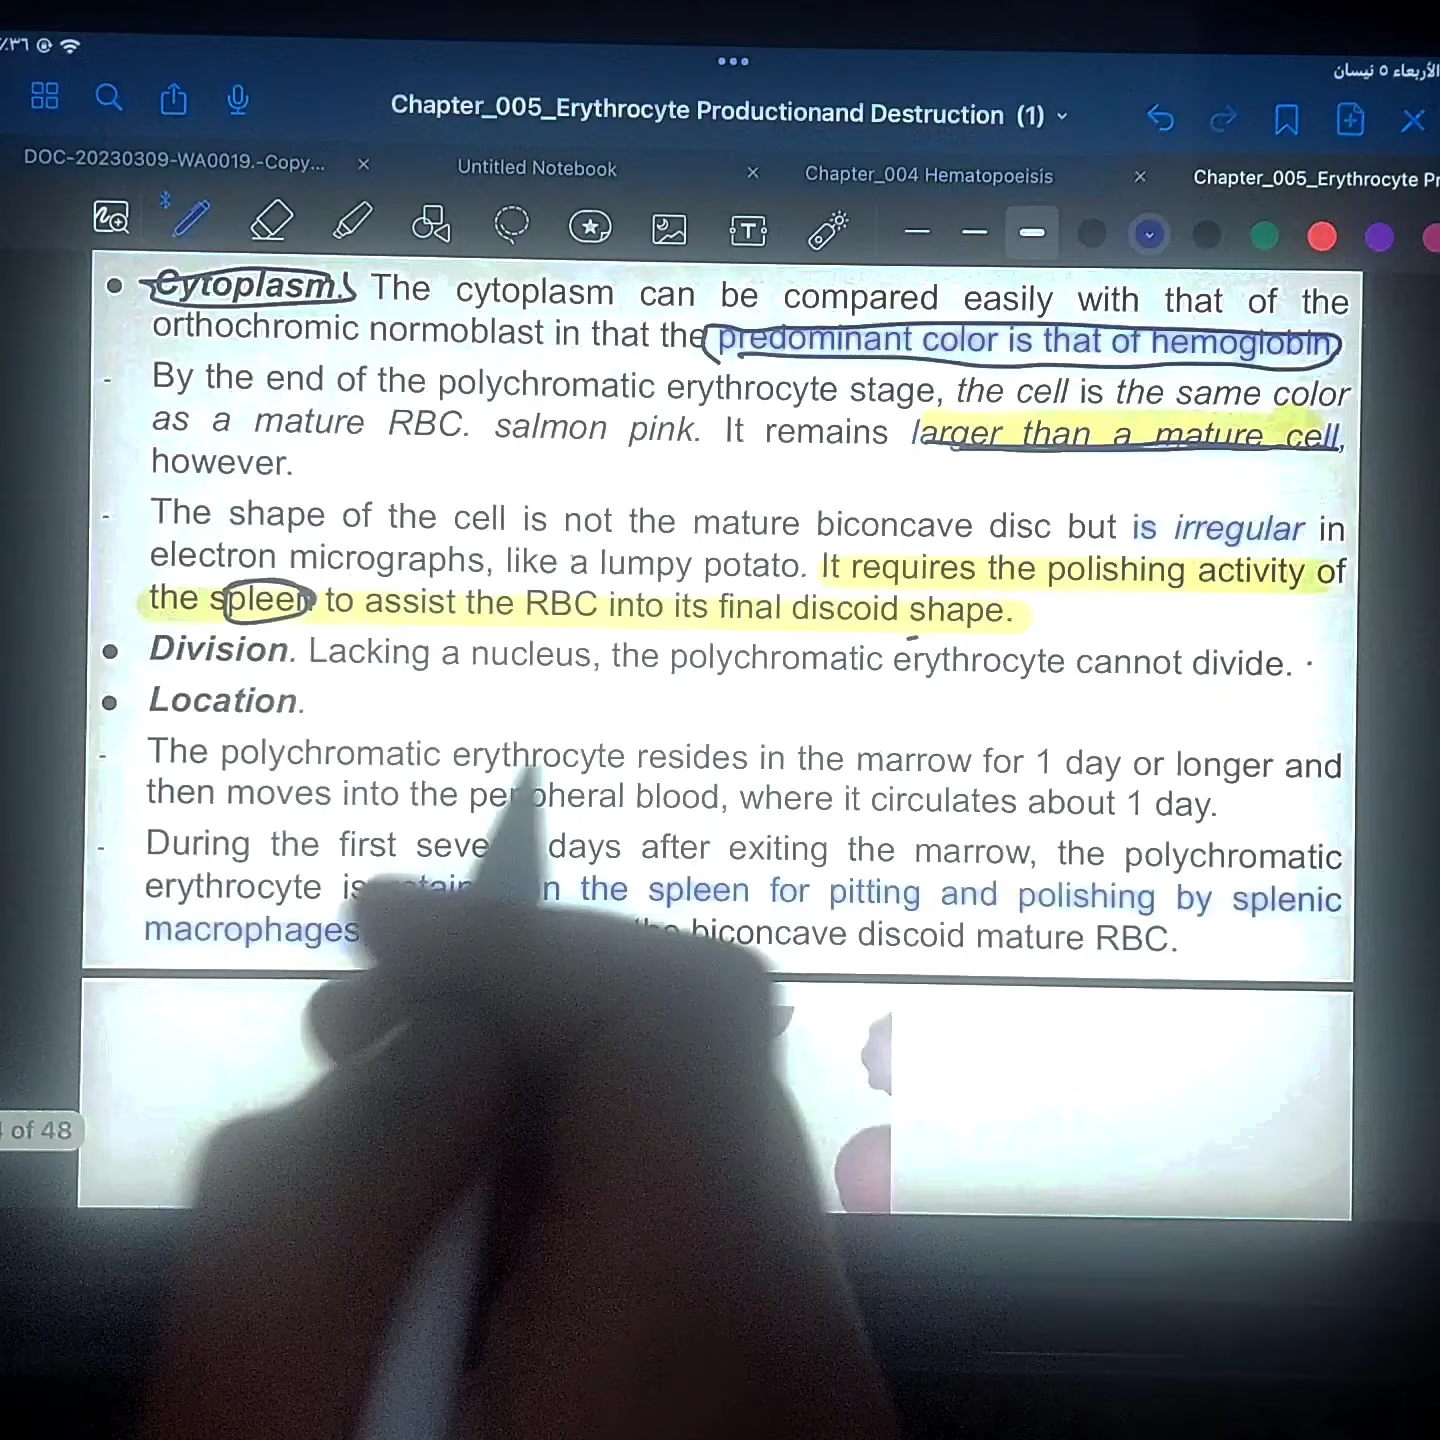 ٪٣٦
الأربعاء ٥ نيسان
Chapter_005_Erythrocyte Productionand Destruction (1)
DOC-20230309-WA0019.-Copy...
Untitled Notebook
Chapter_004 Hematopoeisis
Chapter_005_Erythrocyte Pr
Cytoplasm. The cytoplasm can be compared easily with that of the
orthochromic normoblast in that the predominant color is that of hemoglobin
- By the end of the polychromatic erythrocyte stage, the cell is the same color
as a mature RBC. salmon pink. It remains larger than a mature cell,
however.
- The shape of the cell is not the mature biconcave disc but is irregular in
electron micrographs, like a lumpy potato. It requires the polishing activity of
the spleen to assist the RBC into its final discoid shape.
Division. Lacking a nucleus, the polychromatic erythrocyte cannot divide.
Location.
- The polychromatic erythrocyte resides in the marrow for 1 day or longer and
then moves into the peripheral blood, where it circulates about 1 day.
- During the first days after exiting the marrow, the polychromatic
erythrocyte is in the spleen for pitting and polishing by splenic
macrophages biconcave discoid mature RBC.
of 48